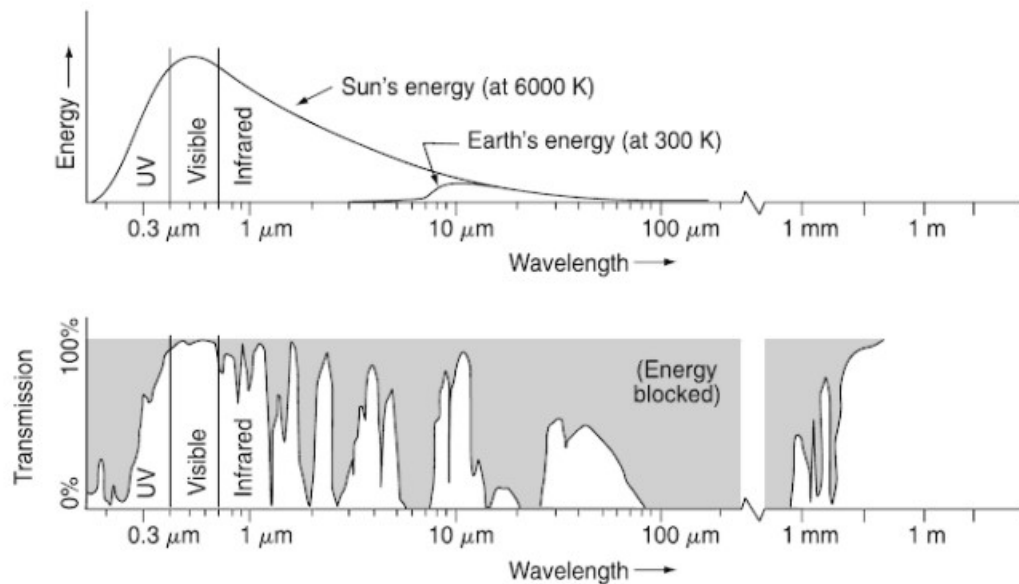 Energy →
UV
Visible
Infrared
Sun's energy (at 6000 K)
Earth's energy (at 300 K)
0.3 μm 1 μm 10 μm 100 μm 1 mm 1 m
Wavelength →
Transmission
100%
0%
UV
Visible
Infrared
(Energy
blocked)
0.3 μm 1 μm 10 μm 100 μm 1 mm 1 m
Wavelength →